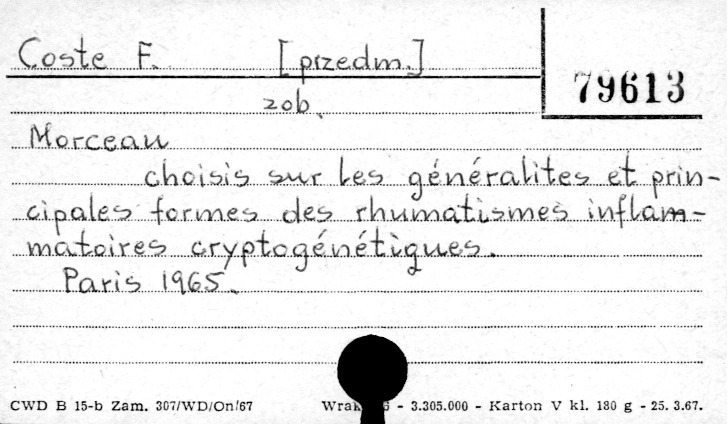 Coste F. [przedm.]
79613
zob.
Morceau
choisis sur les généralites et prin-
cipales formes des rhumatismes inflam-
matoires cryptogénétiques.
Paris 1965.
CWD B 15-b Zam. 307/WD/On/67 - 3.305.000 - Karton V kl. 180 g - 25. 3.67.